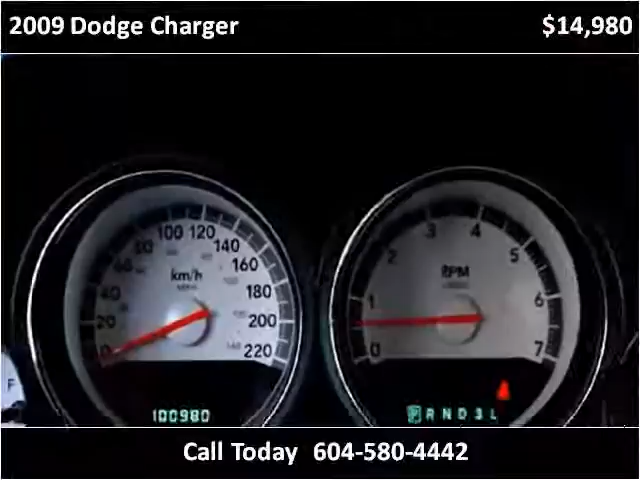 2009 Dodge Charger $14,980
0 20 40 60 80 100 120 140 160 180 200 220
km/h
0 1 2 3 4 5 6 7
RPM
F
100980
P R N D 3 L
Call Today 604-580-4442